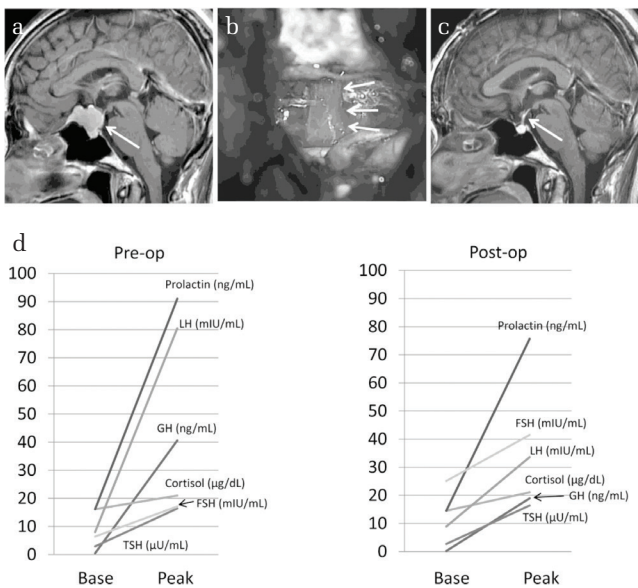 a
b
c
d
Pre-op
100
90
80
70
60
50
40
30
20
10
0
Prolactin (ng/mL)
LH (mIU/mL)
GH (ng/mL)
Cortisol (µg/dL)
FSH (mIU/mL)
TSH (µU/mL)
Base
Peak
Post-op
100
90
80
70
60
50
40
30
20
10
0
Prolactin (ng/mL)
FSH (mIU/mL)
LH (mIU/mL)
Cortisol (µg/dL)
GH (ng/mL)
TSH (µU/mL)
Base
Peak